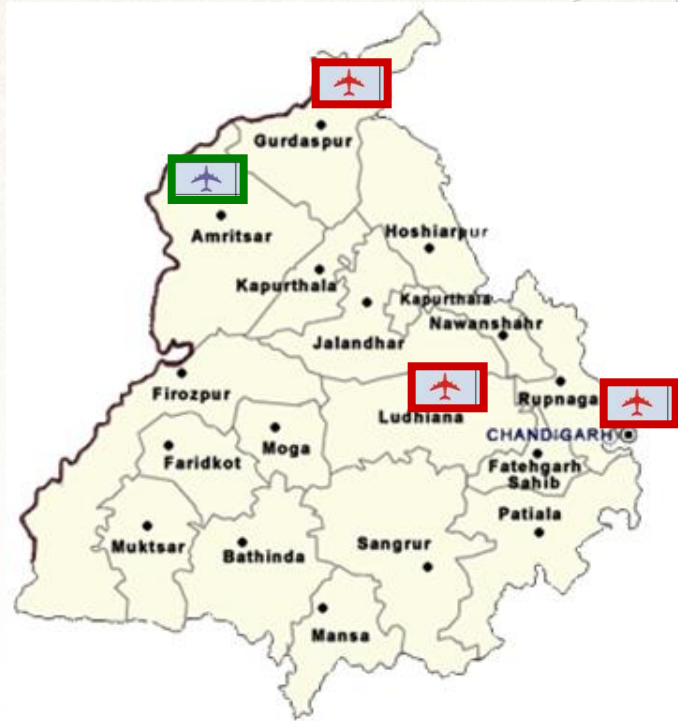 Gurdaspur
Amritsar
Hoshiarpur
Kapurthala
Kapurthala
Nawanshahr
Jalandhar
Firozpur
Ludhiana
Rupnaga
CHANDIGARH
Moga
Faridkot
Fatehgarh
Sahib
Patiala
Muktsar
Bathinda
Sangrur
Mansa